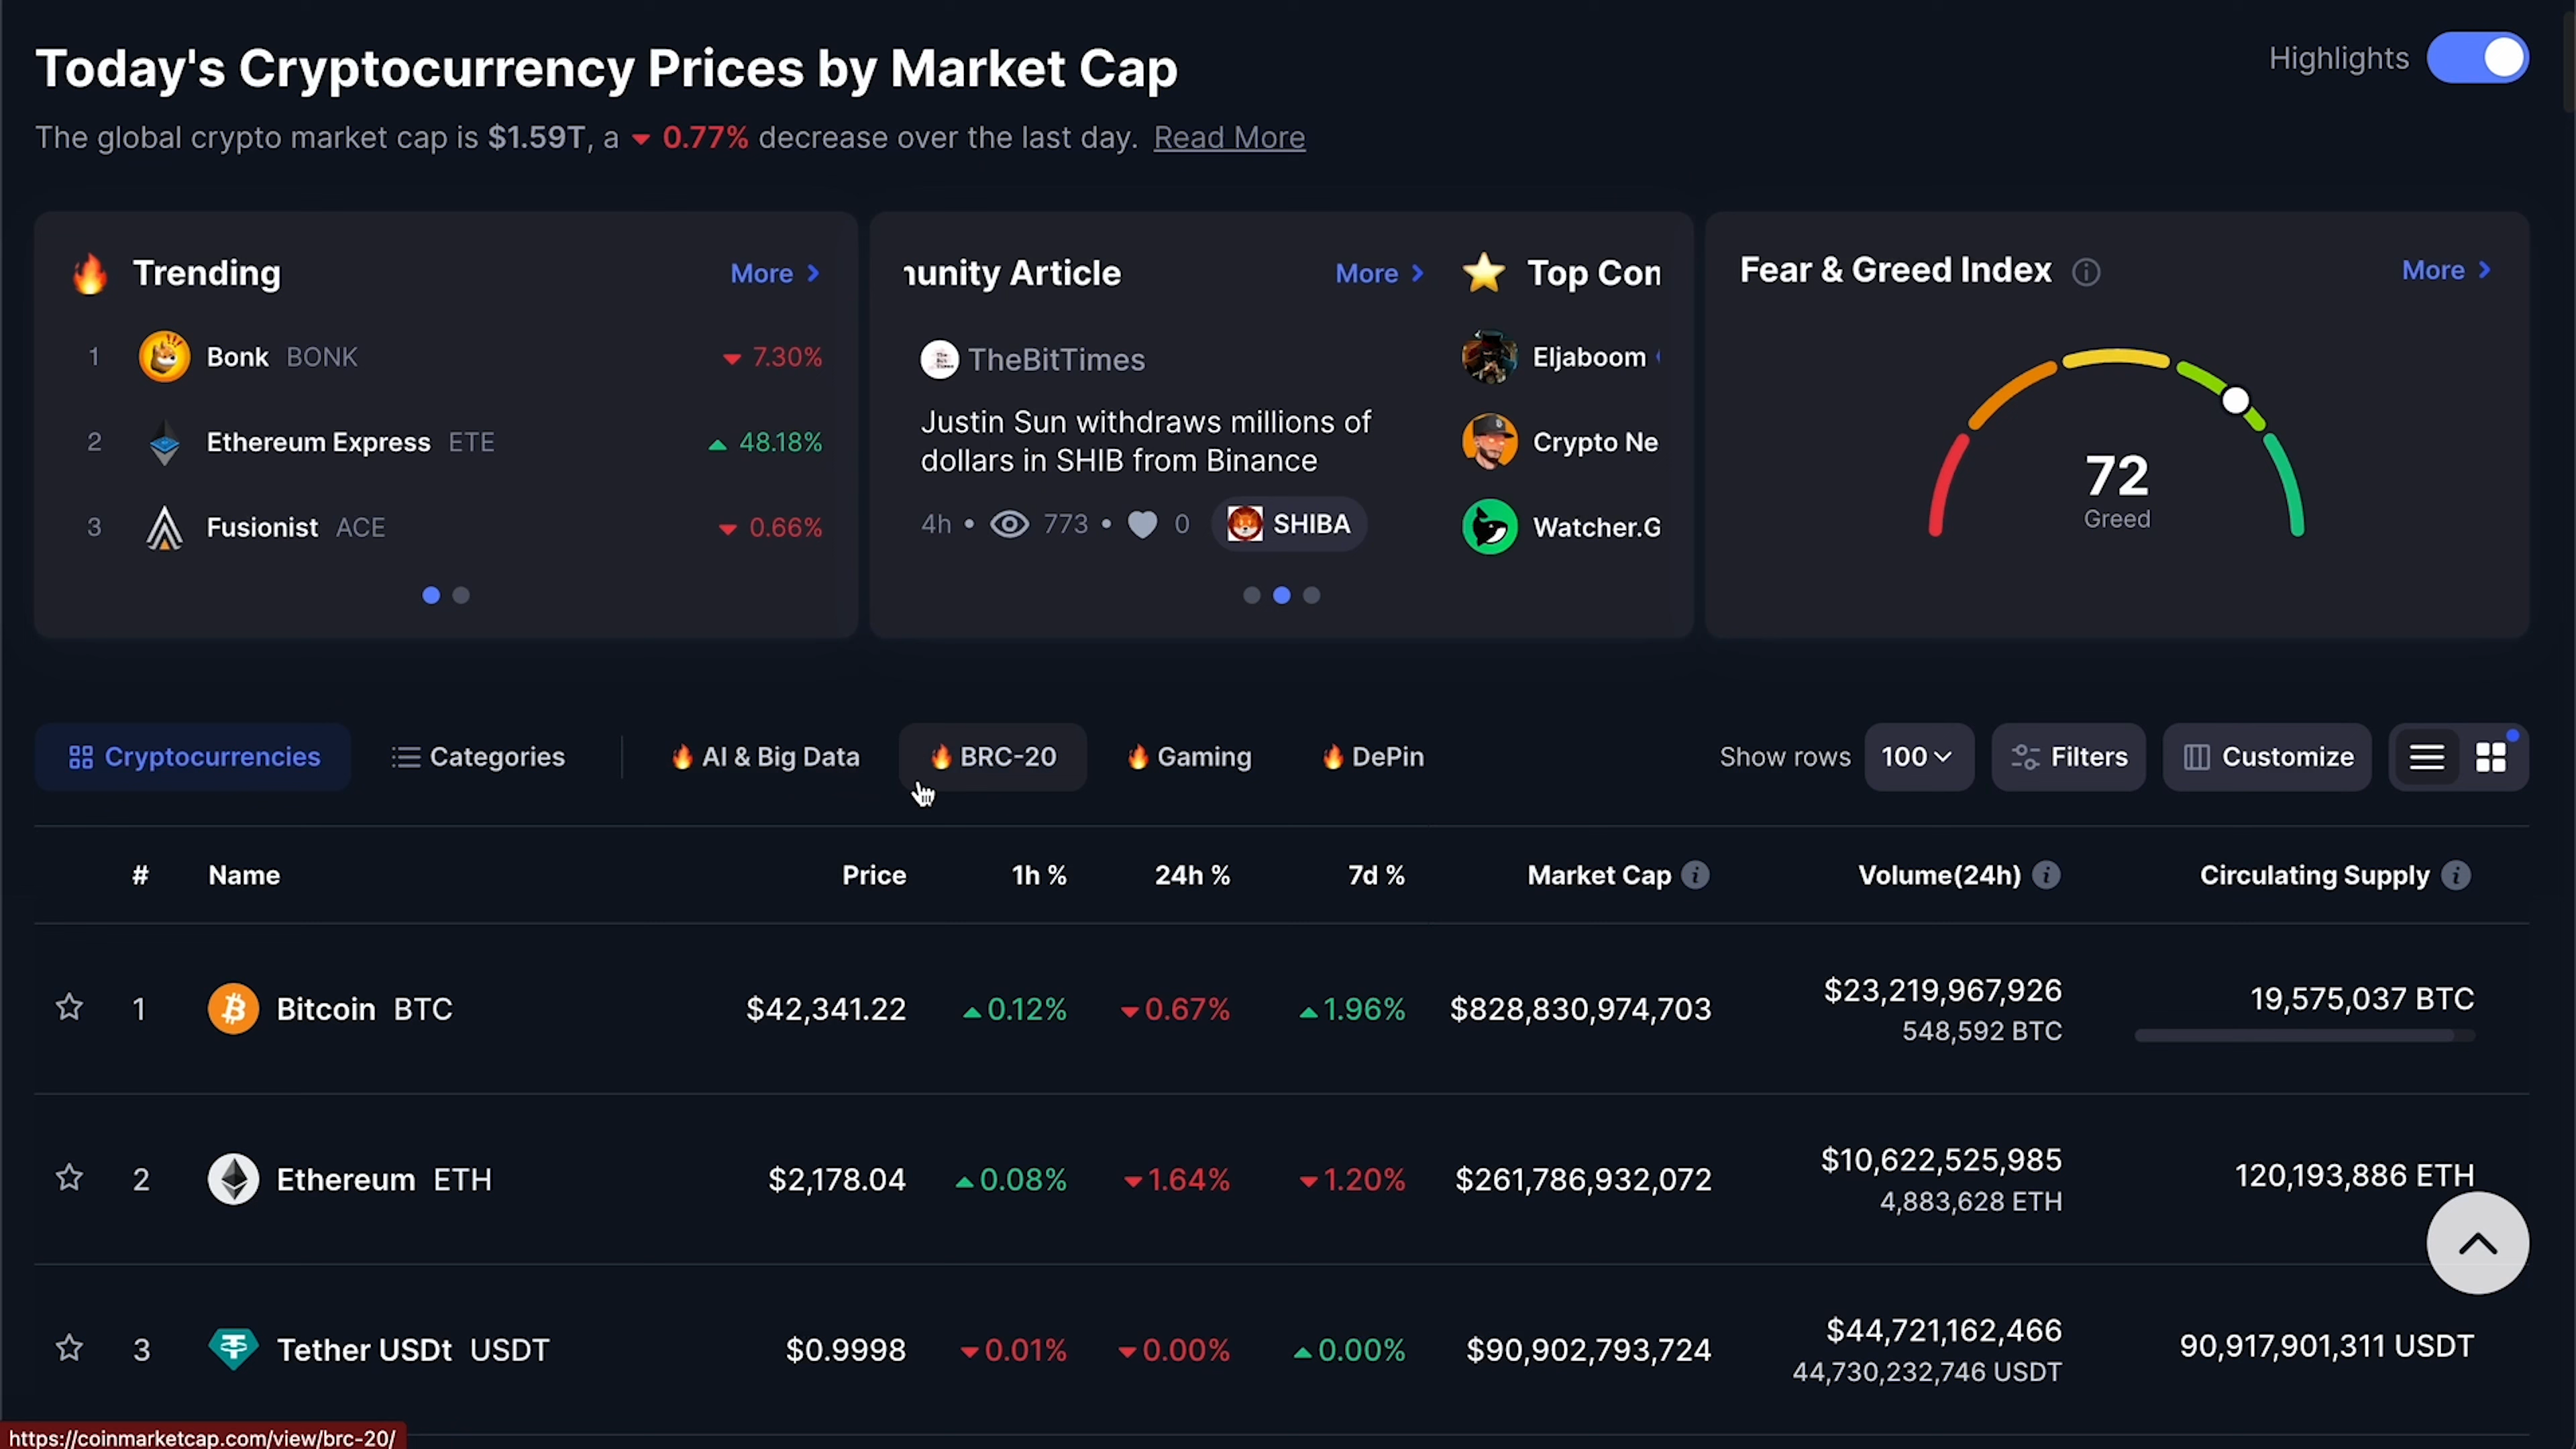 Today's Cryptocurrency Prices by Market Cap
Highlights
The global crypto market cap is $1.59T, a 0.77% decrease over the last day. Read More
Trending
More
1 Bonk BONK 7.30%
2 Ethereum Express ETE 48.18%
3 Fusionist ACE 0.66%
unity Article
More
TheBitTimes
Justin Sun withdraws millions of
dollars in SHIB from Binance
4h • 773 • 0 SHIBA
Top Con
Eljaboom
Crypto Ne
Watcher.G
Fear & Greed Index
More
72
Greed
Cryptocurrencies Categories AI & Big Data BRC-20 Gaming DePin Show rows 100 Filters Customize
# Name Price 1h % 24h % 7d % Market Cap Volume(24h) Circulating Supply
1 Bitcoin BTC $42,341.22 0.12% 0.67% 1.96% $828,830,974,703 $23,219,967,926 19,575,037 BTC
548,592 BTC
2 Ethereum ETH $2,178.04 0.08% 1.64% 1.20% $261,786,932,072 $10,622,525,985 120,193,886 ETH
4,883,628 ETH
3 Tether USDt USDT $0.9998 0.01% 0.00% 0.00% $90,902,793,724 $44,721,162,466 90,917,901,311 USDT
44,730,232,746 USDT
https://coinmarketcap.com/view/brc-20/